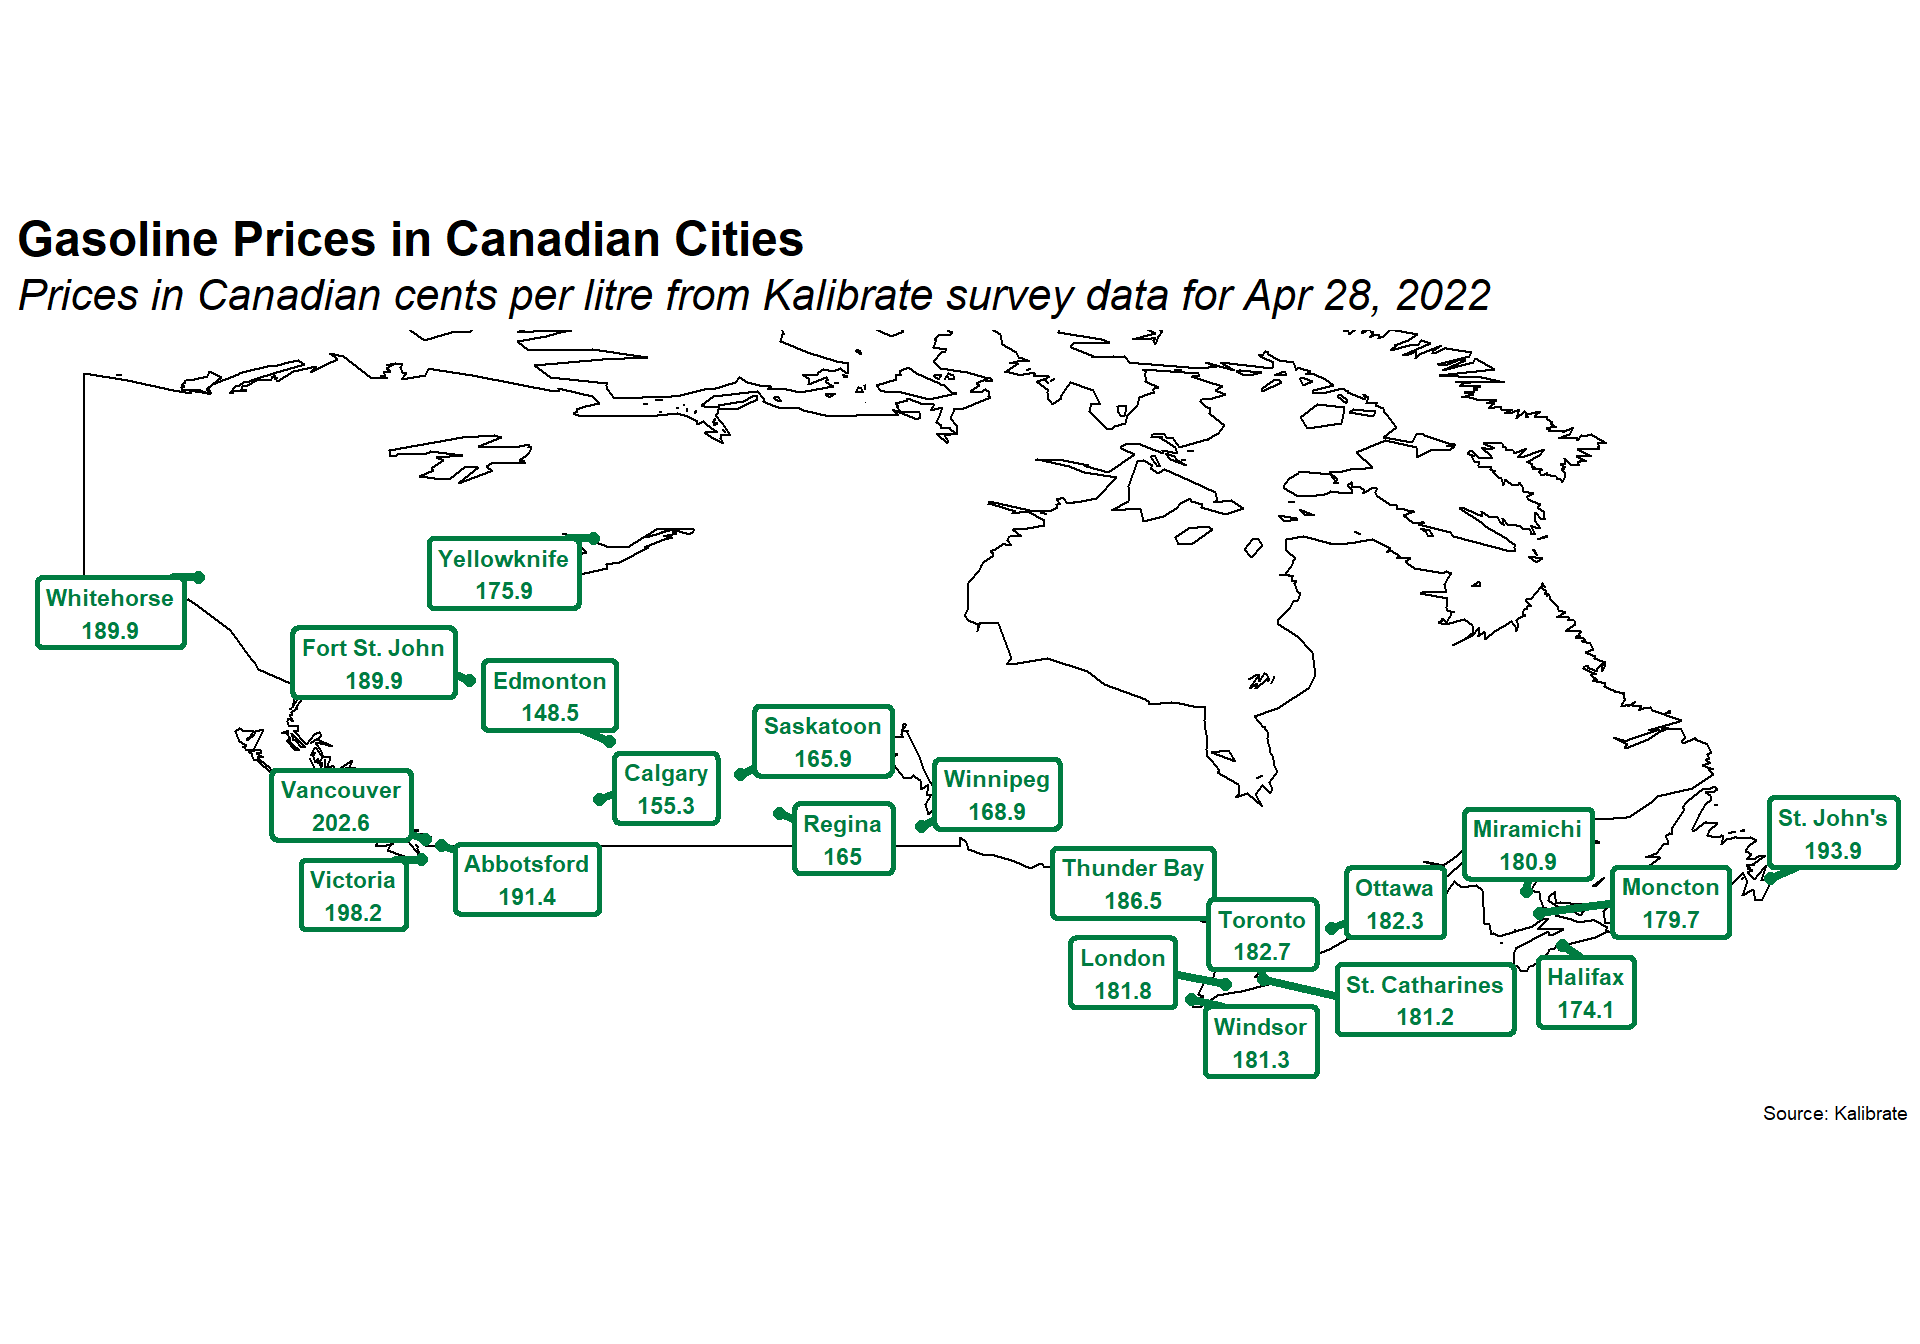 Gasoline Prices in Canadian Cities
Prices in Canadian cents per litre from Kalibrate survey data for Apr 28, 2022
Yellowknife
175.9
Whitehorse
189.9
Fort St. John
189.9
Edmonton
148.5
Saskatoon
165.9
Calgary
155.3
Winnipeg
168.9
Vancouver
202.6
Regina
165
Miramichi
180.9
St. John's
193.9
Abbotsford
191.4
Victoria
198.2
Thunder Bay
186.5
Ottawa
182.3
Moncton
179.7
Toronto
182.7
London
181.8
St. Catharines
181.2
Halifax
174.1
Windsor
181.3
Source: Kalibrate